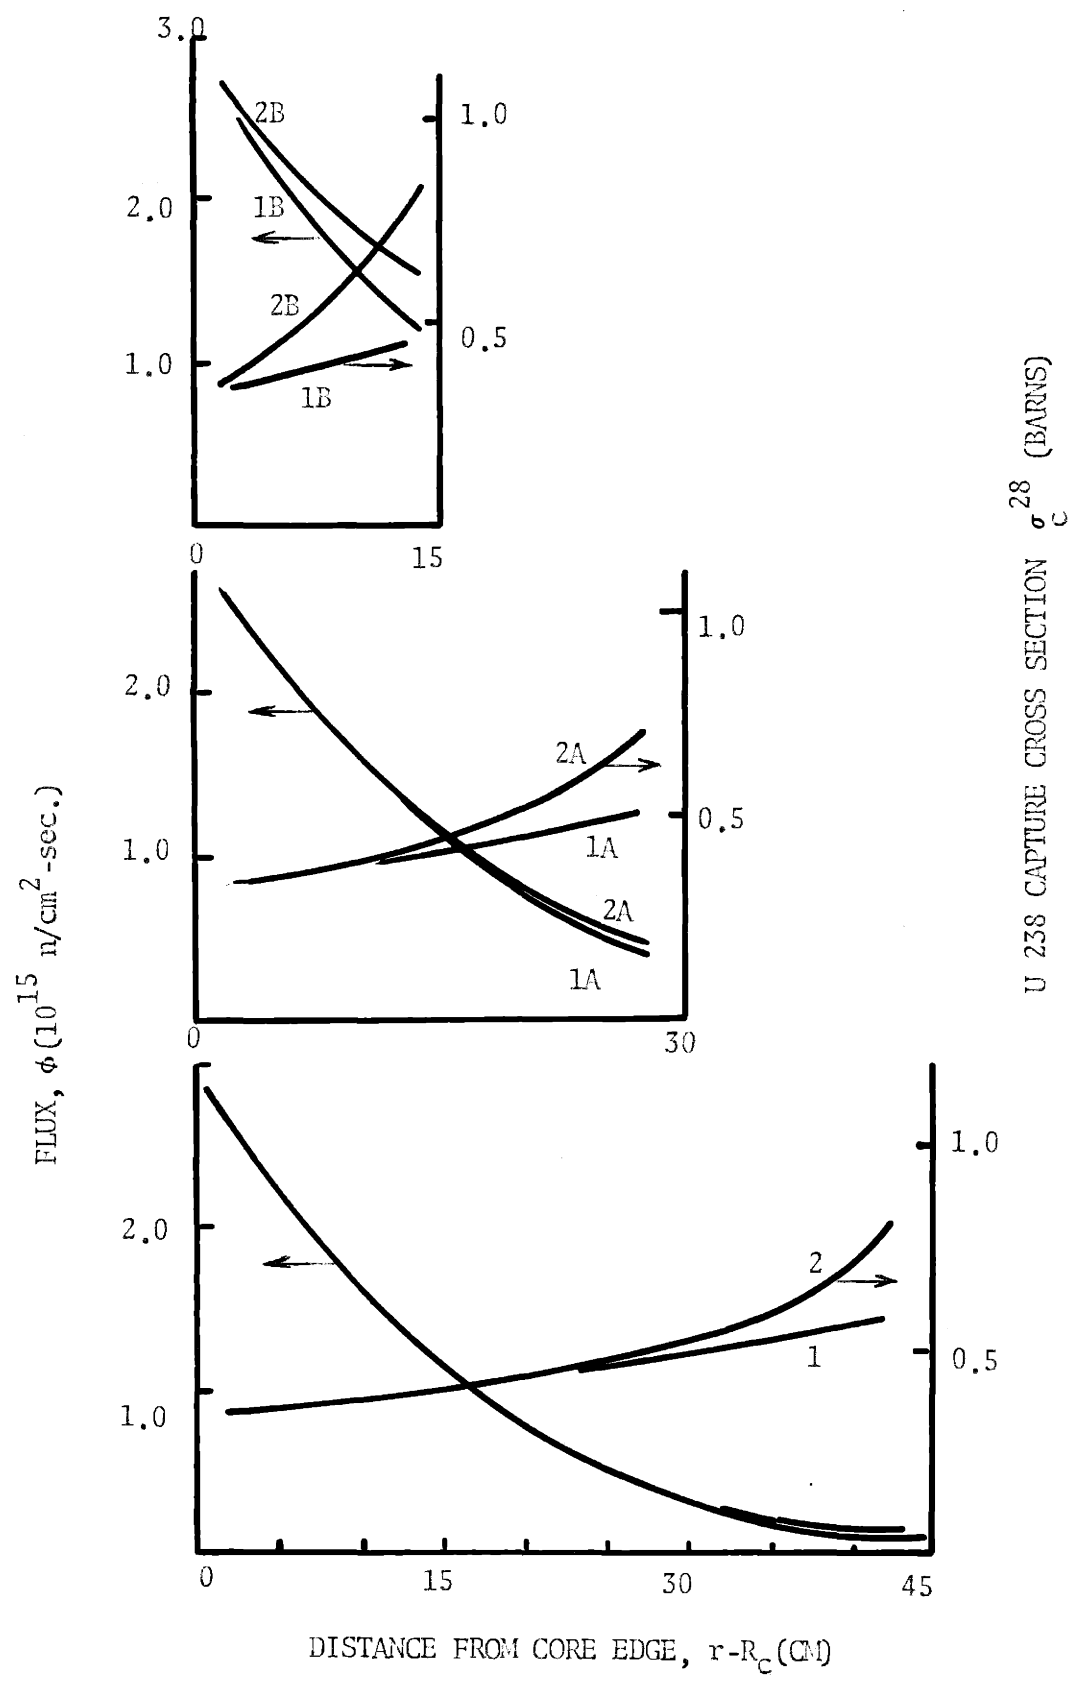 3.0
2B
1.0
2.0
1B
2B
0.5
1.0
1B
0
15
1.0
2.0
2A
0.5
1.0
1A
2A
1A
0
30
1.0
2.0
2
1
0.5
1.0
0
15
30
45
DISTANCE FROM CORE EDGE, r-Rc(CM)
FLUX, ϕ(10^15 n/cm^2-sec.)
U 238 CAPTURE CROSS SECTION σc^28 (BARNS)